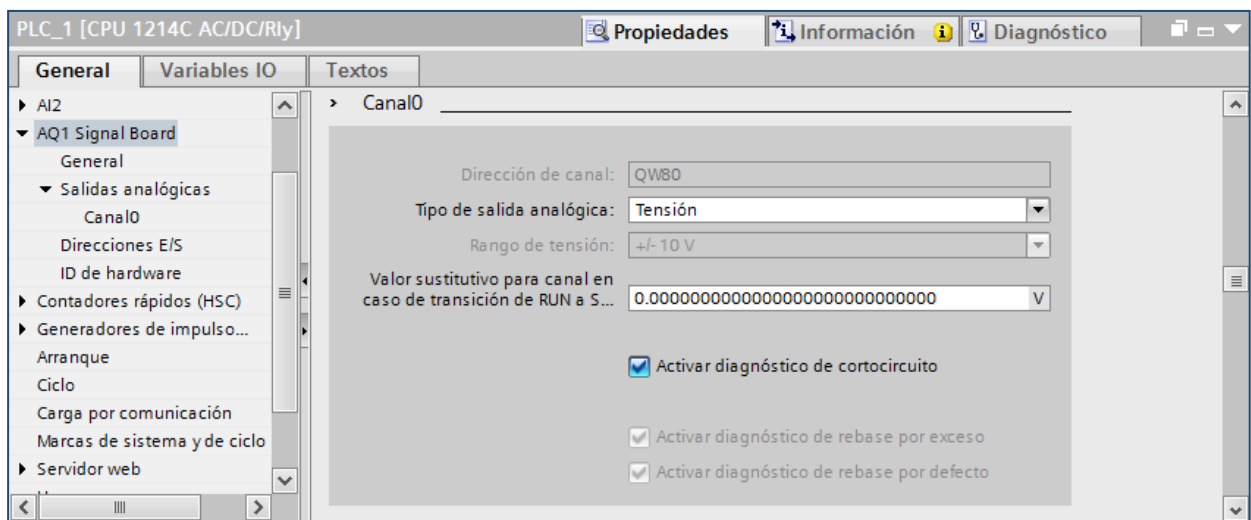 PLC_1 [CPU 1214C AC/DC/Rly]
Propiedades
Información
Diagnóstico
General
Variables IO
Textos
AI2
AQ1 Signal Board
General
Salidas analógicas
Canal0
Direcciones E/S
ID de hardware
Contadores rápidos (HSC)
Generadores de impulso...
Arranque
Ciclo
Carga por comunicación
Marcas de sistema y de ciclo
Servidor web
Canal0
Dirección de canal: QW80
Tipo de salida analógica: Tensión
Rango de tensión: +/- 10 V
Valor sustitutivo para canal en
caso de transición de RUN a S... 0.0000000000000000000000000000 V
Activar diagnóstico de cortocircuito
Activar diagnóstico de rebase por exceso
Activar diagnóstico de rebase por defecto